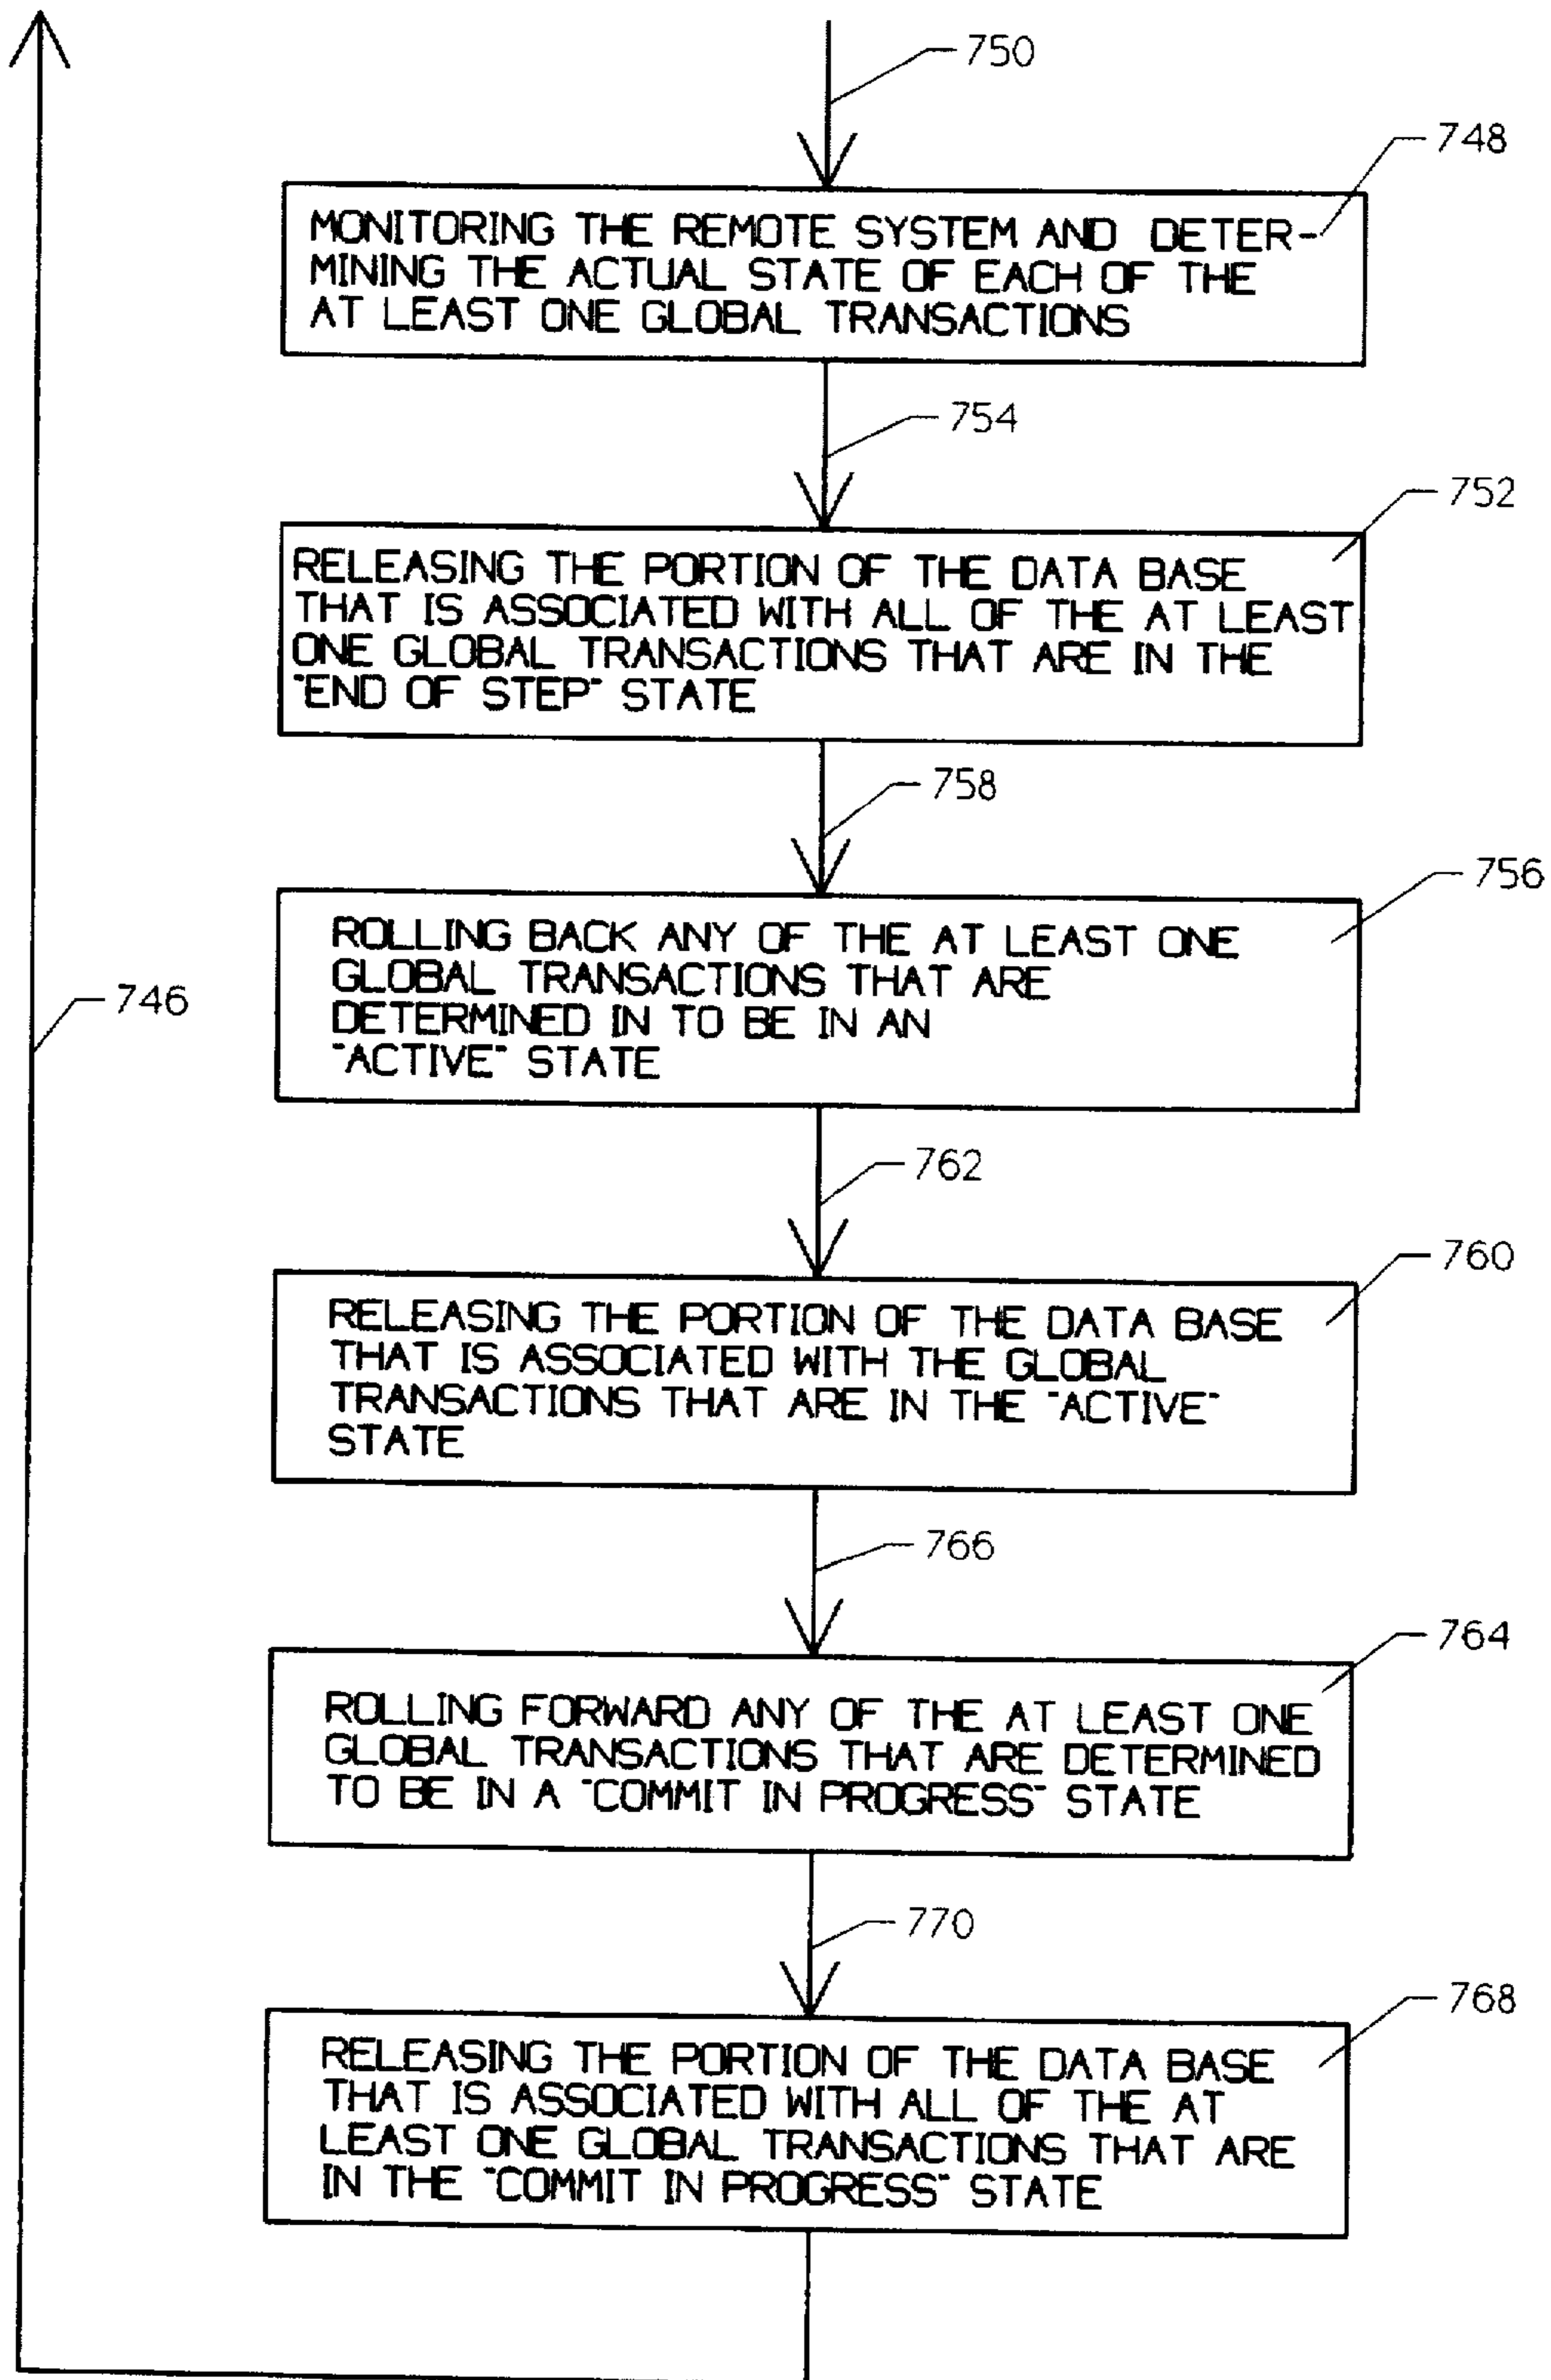 750
748
MONITORING THE REMOTE SYSTEM AND DETER-
MINING THE ACTUAL STATE OF EACH OF THE
AT LEAST ONE GLOBAL TRANSACTIONS
754
752
RELEASING THE PORTION OF THE DATA BASE
THAT IS ASSOCIATED WITH ALL OF THE AT LEAST
ONE GLOBAL TRANSACTIONS THAT ARE IN THE
"END OF STEP" STATE
758
756
ROLLING BACK ANY OF THE AT LEAST ONE
GLOBAL TRANSACTIONS THAT ARE
DETERMINED IN TO BE IN AN
"ACTIVE" STATE
746
762
760
RELEASING THE PORTION OF THE DATA BASE
THAT IS ASSOCIATED WITH THE GLOBAL
TRANSACTIONS THAT ARE IN THE "ACTIVE"
STATE
766
764
ROLLING FORWARD ANY OF THE AT LEAST ONE
GLOBAL TRANSACTIONS THAT ARE DETERMINED
TO BE IN A "COMMIT IN PROGRESS" STATE
770
768
RELEASING THE PORTION OF THE DATA BASE
THAT IS ASSOCIATED WITH ALL OF THE AT
LEAST ONE GLOBAL TRANSACTIONS THAT ARE
IN THE "COMMIT IN PROGRESS" STATE